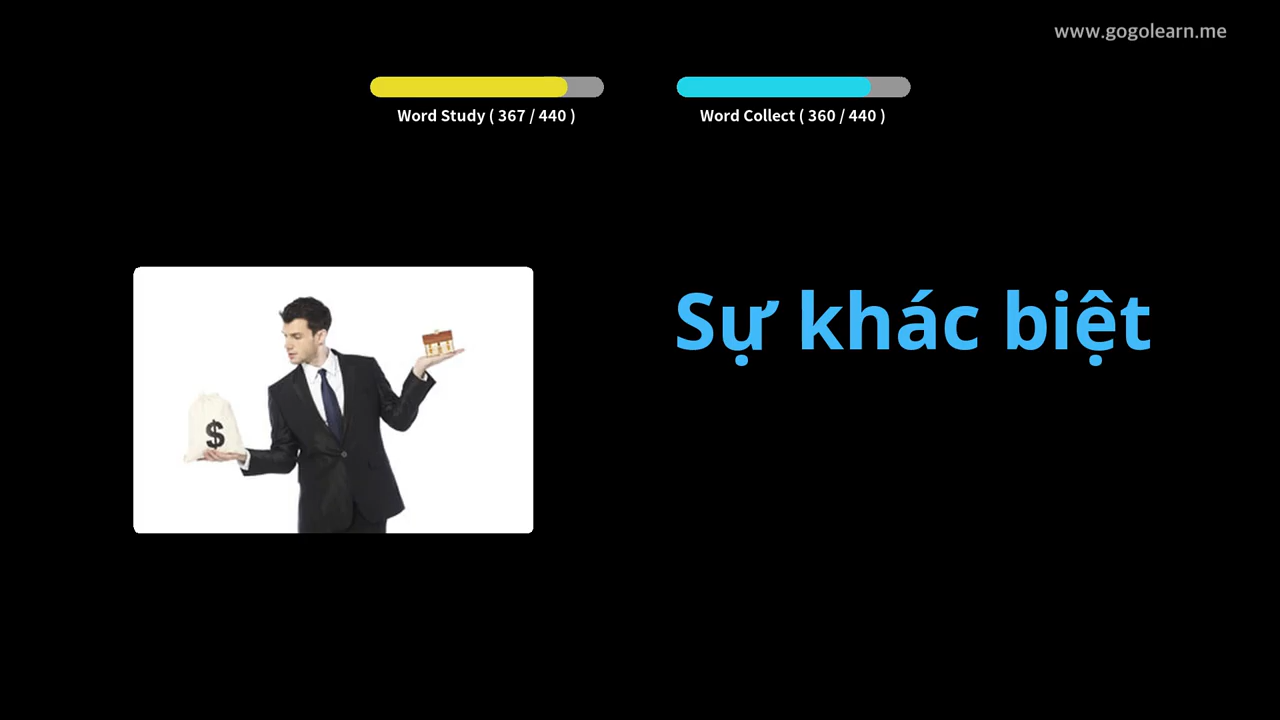 www.gogolearn.me
Word Study ( 367 / 440 )
Word Collect ( 360 / 440 )
Sự khác biệt
$